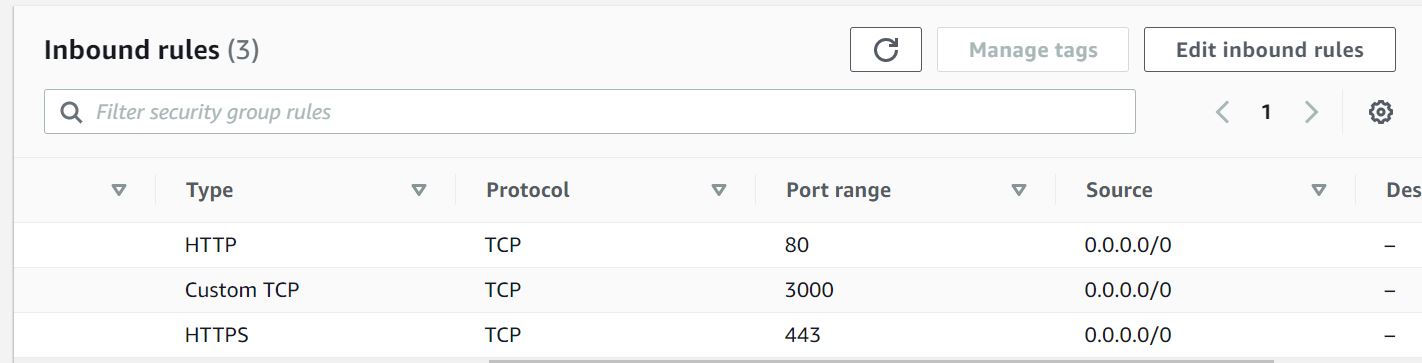 Inbound rules (3)
Manage tags
Edit inbound rules
Filter security group rules
1
Type Protocol Port range Source Des
HTTP TCP 80 0.0.0.0/0 –
Custom TCP TCP 3000 0.0.0.0/0 –
HTTPS TCP 443 0.0.0.0/0 –